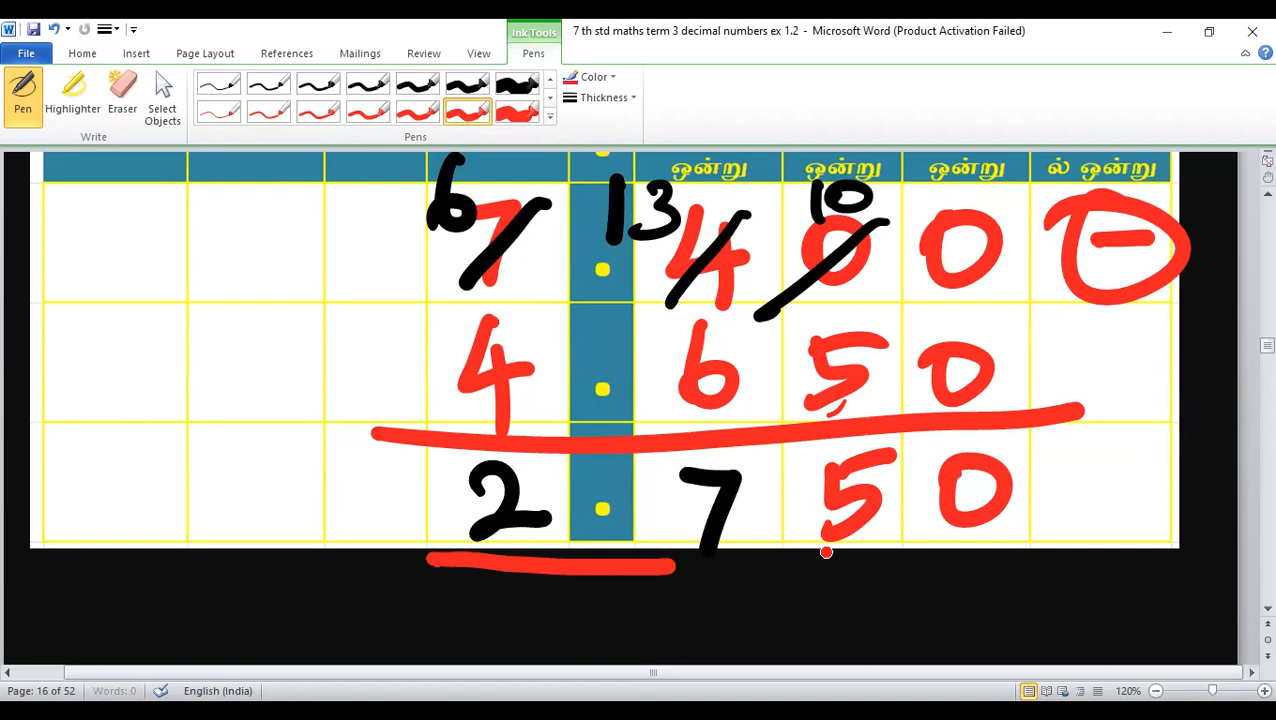 7 th std maths term 3 decimal numbers ex 1.2 - Microsoft Word (Product Activation Failed)
Ink Tools
File Home Insert Page Layout References Mailings Review View Pens
Pen Highlighter Eraser Select Objects
Color
Thickness
Write Pens
ஒன்று ஒன்று ஒன்று ல் ஒன்று
6 13 10
7 . 4 0 0 -
4 . 6 5 0
2 . 7 5 0
Page: 16 of 52 Words: 0 English (India) 120%